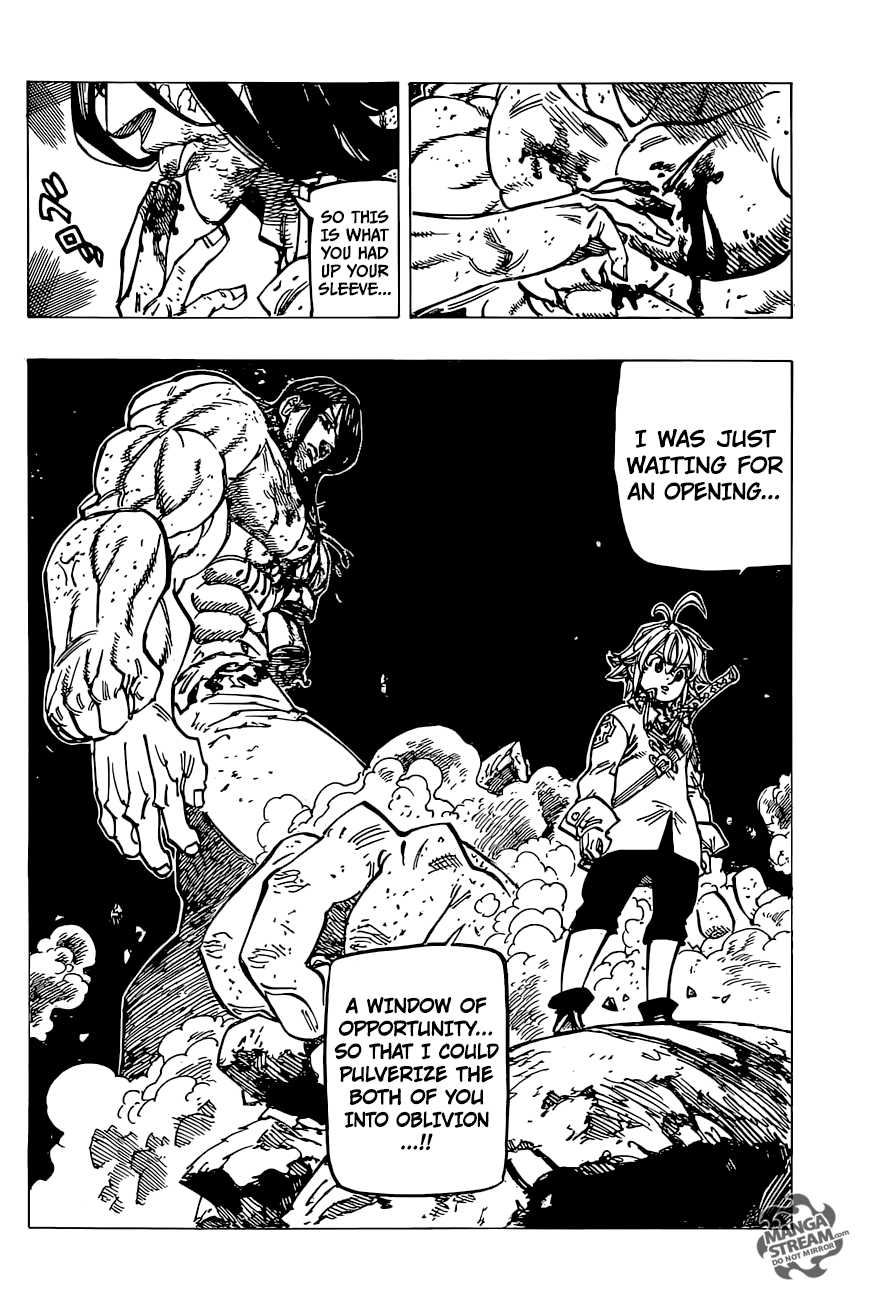 SO THIS
IS WHAT
YOU HAD
UP YOUR
SLEEVE...
I WAS JUST
WAITING FOR
AN OPENING...
A WINDOW OF
OPPORTUNITY...
SO THAT I COULD
PULVERIZE THE
BOTH OF YOU
INTO OBLIVION
...!!
MANGA
STREAM.com
DO NOT MIRROR